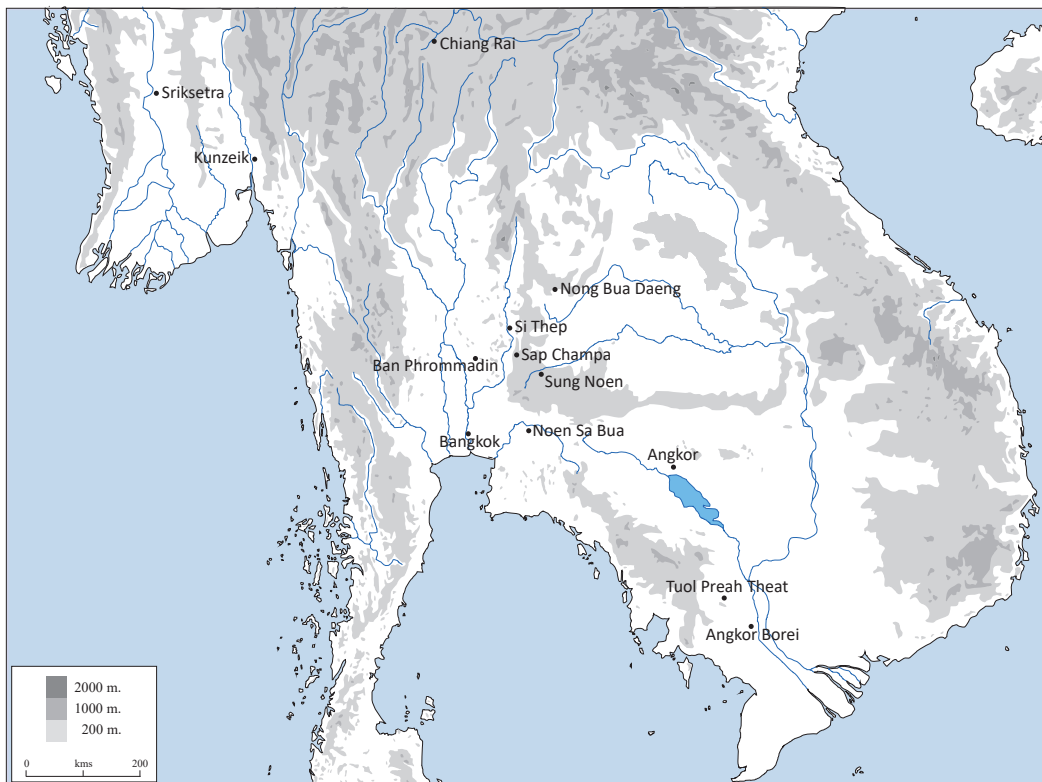 Chiang Rai
Sriksetra
Kunzeik
Nong Bua Daeng
Si Thep
Sap Champa
Ban Phrommadin
Sung Noen
Noen Sa Bua
Bangkok
Angkor
Tuol Preah Theat
Angkor Borei
2000 m.
1000 m.
200 m.
0 kms 200